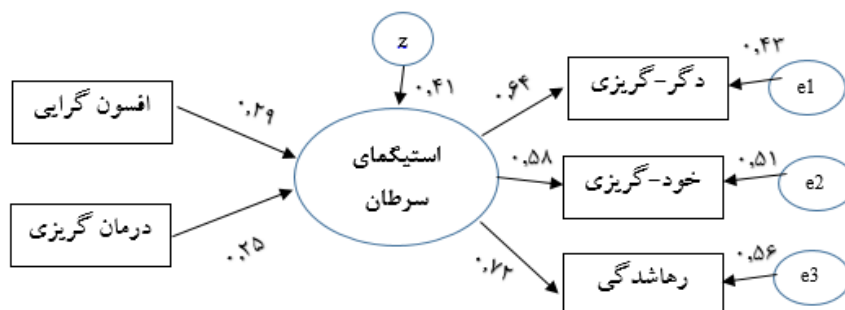 z
۰,۴۱
افسون گرایی
۰,۲۹
درمان گریزی
۰,۲۵
استیگمای
سرطان
۰,۶۴
دگر-گریزی
۰,۴۳
e1
۰,۵۸
خود-گریزی
۰,۵۱
e2
۰,۷۲
رهاشدگی
۰,۵۶
e3